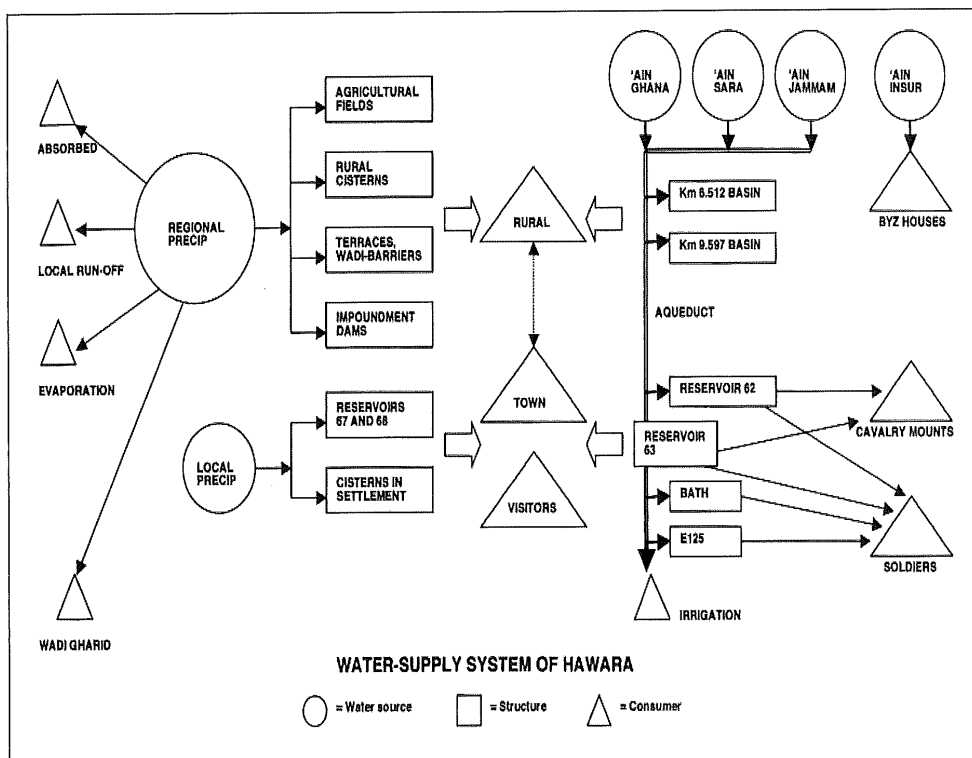 'AIN
GHANA
'AIN
SARA
'AIN
JAMMAM
'AIN
INSUR
AGRICULTURAL
FIELDS
ABSORBED
RURAL
CISTERNS
Km 6.512 BASIN
BYZ HOUSES
REGIONAL
PRECIP
RURAL
LOCAL RUN-OFF
TERRACES,
WADI-BARRIERS
Km 9.597 BASIN
IMPOUNDMENT
DAMS
AQUEDUCT
EVAPORATION
RESERVOIRS
67 AND 68
TOWN
RESERVOIR 62
CAVALRY MOUNTS
RESERVOIR
63
LOCAL
PRECIP
CISTERNS IN
SETTLEMENT
VISITORS
BATH
E125
SOLDIERS
IRRIGATION
WADI GHARID
WATER-SUPPLY SYSTEM OF HAWARA
= Water source
= Structure
= Consumer